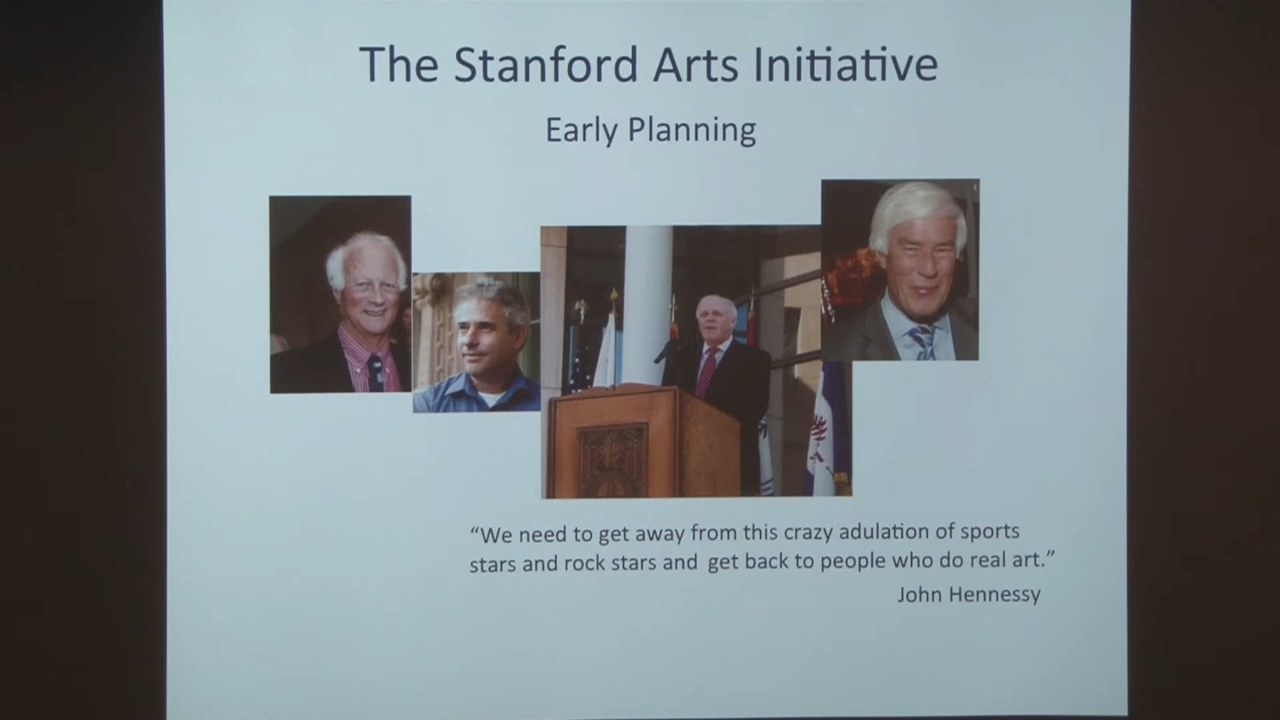 The Stanford Arts Initiative
Early Planning
“We need to get away from this crazy adulation of sports
stars and rock stars and get back to people who do real art.”
John Hennessy